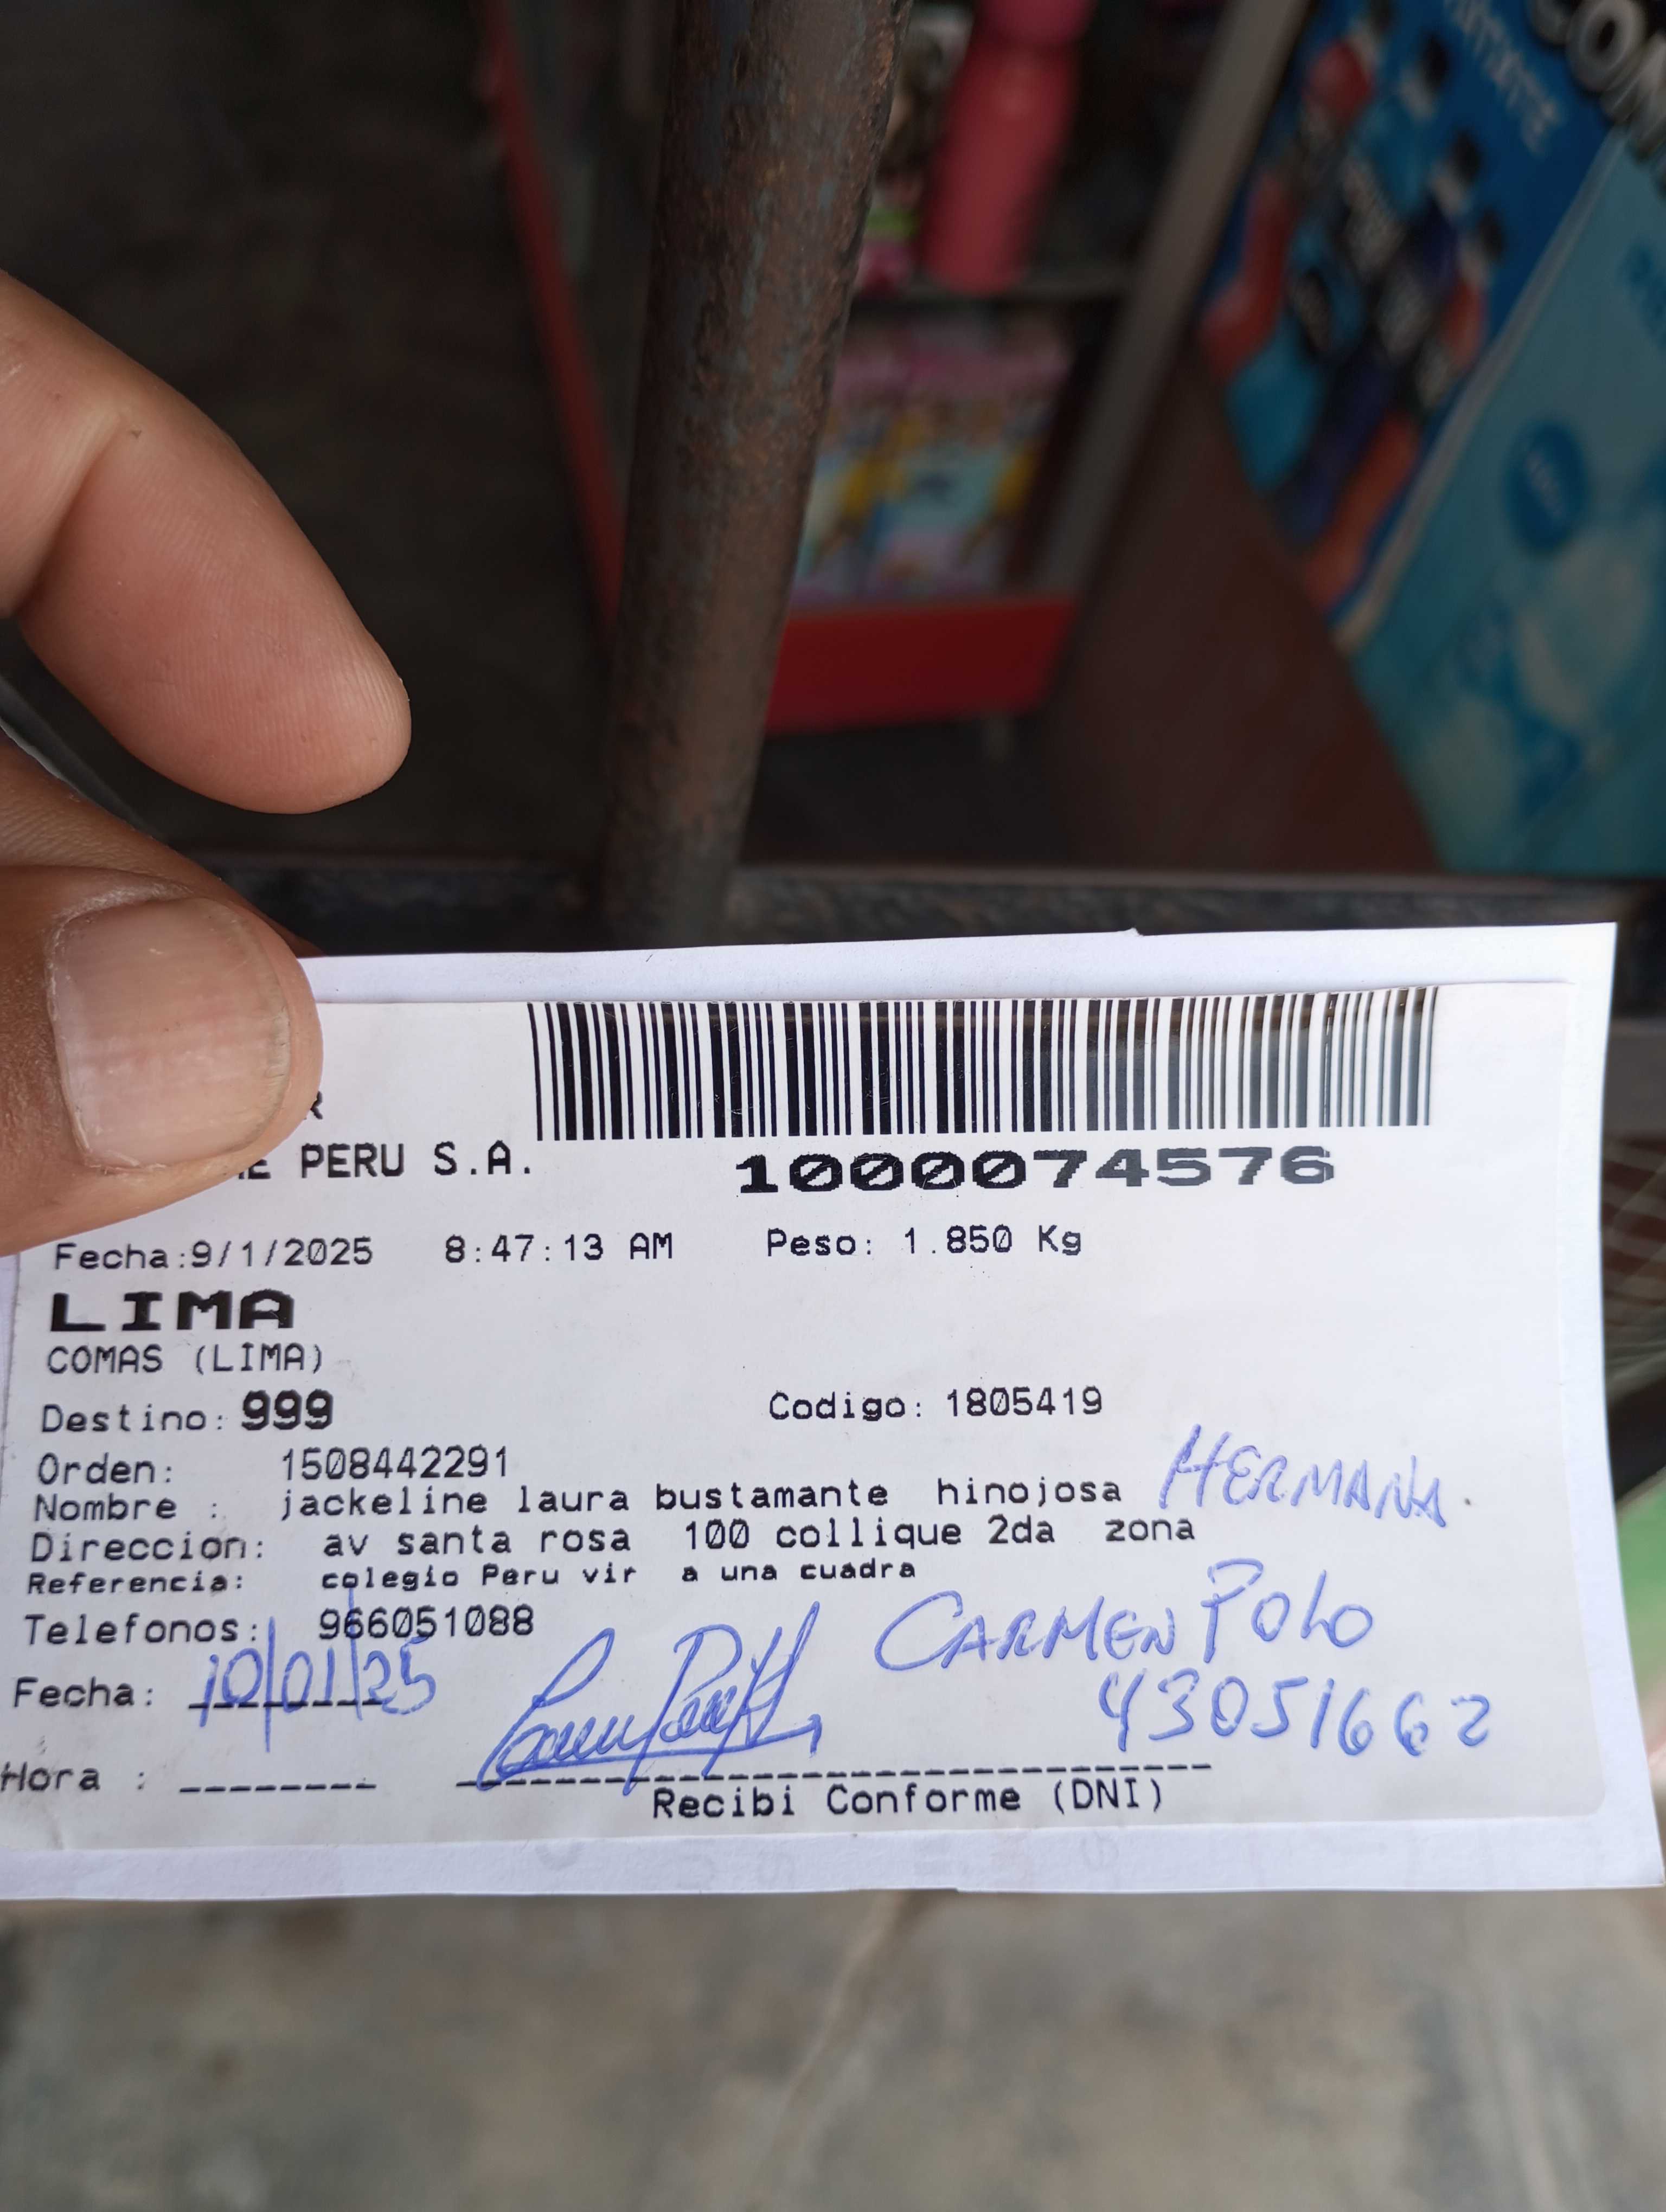 PERU S.A.
1000074576
Fecha:9/1/2025 8:47:13 AM Peso: 1.850 Kg
LIMA
COMAS (LIMA)
Destino: 999 Codigo: 1805419
Orden: 1508442291
Nombre : jackeline laura bustamante hinojosa HERMANA.
Direccion: av santa rosa 100 collique 2da zona
Referencia: colegio Peru vir a una cuadra
Telefonos: 966051088
CARMEN POLO
Fecha: 10/01/25
43051662
Hora :
Recibi Conforme (DNI)